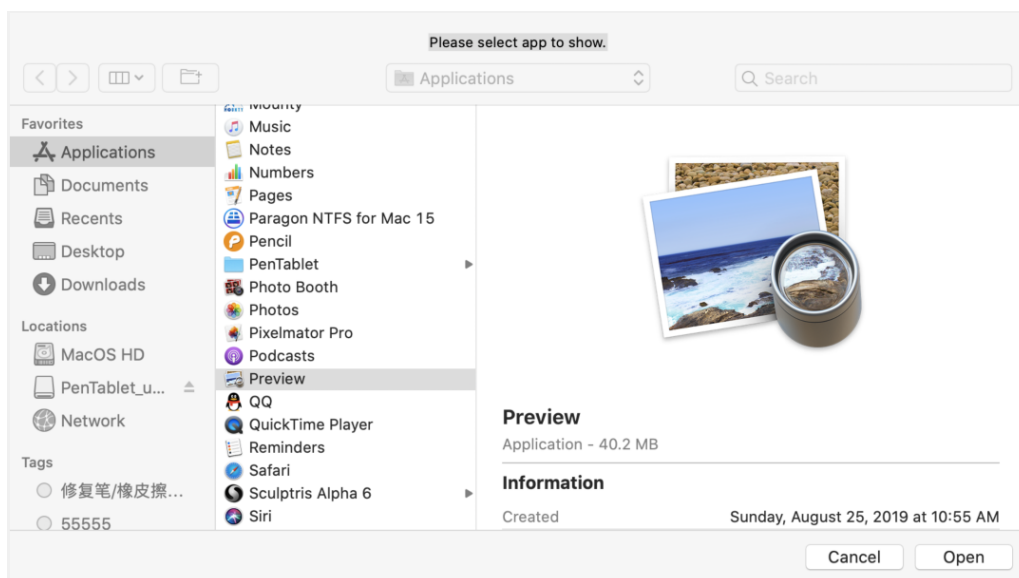 Please select app to show.
Applications
Search
Favorites
Applications
Documents
Recents
Desktop
Downloads
Locations
MacOS HD
PenTablet_u...
Network
Tags
修复笔/橡皮擦...
55555
Mounty
Music
Notes
Numbers
Pages
Paragon NTFS for Mac 15
Pencil
PenTablet
Photo Booth
Photos
Pixelmator Pro
Podcasts
Preview
QQ
QuickTime Player
Reminders
Safari
Sculptris Alpha 6
Siri
Preview
Application - 40.2 MB
Information
Created Sunday, August 25, 2019 at 10:55 AM
Cancel Open